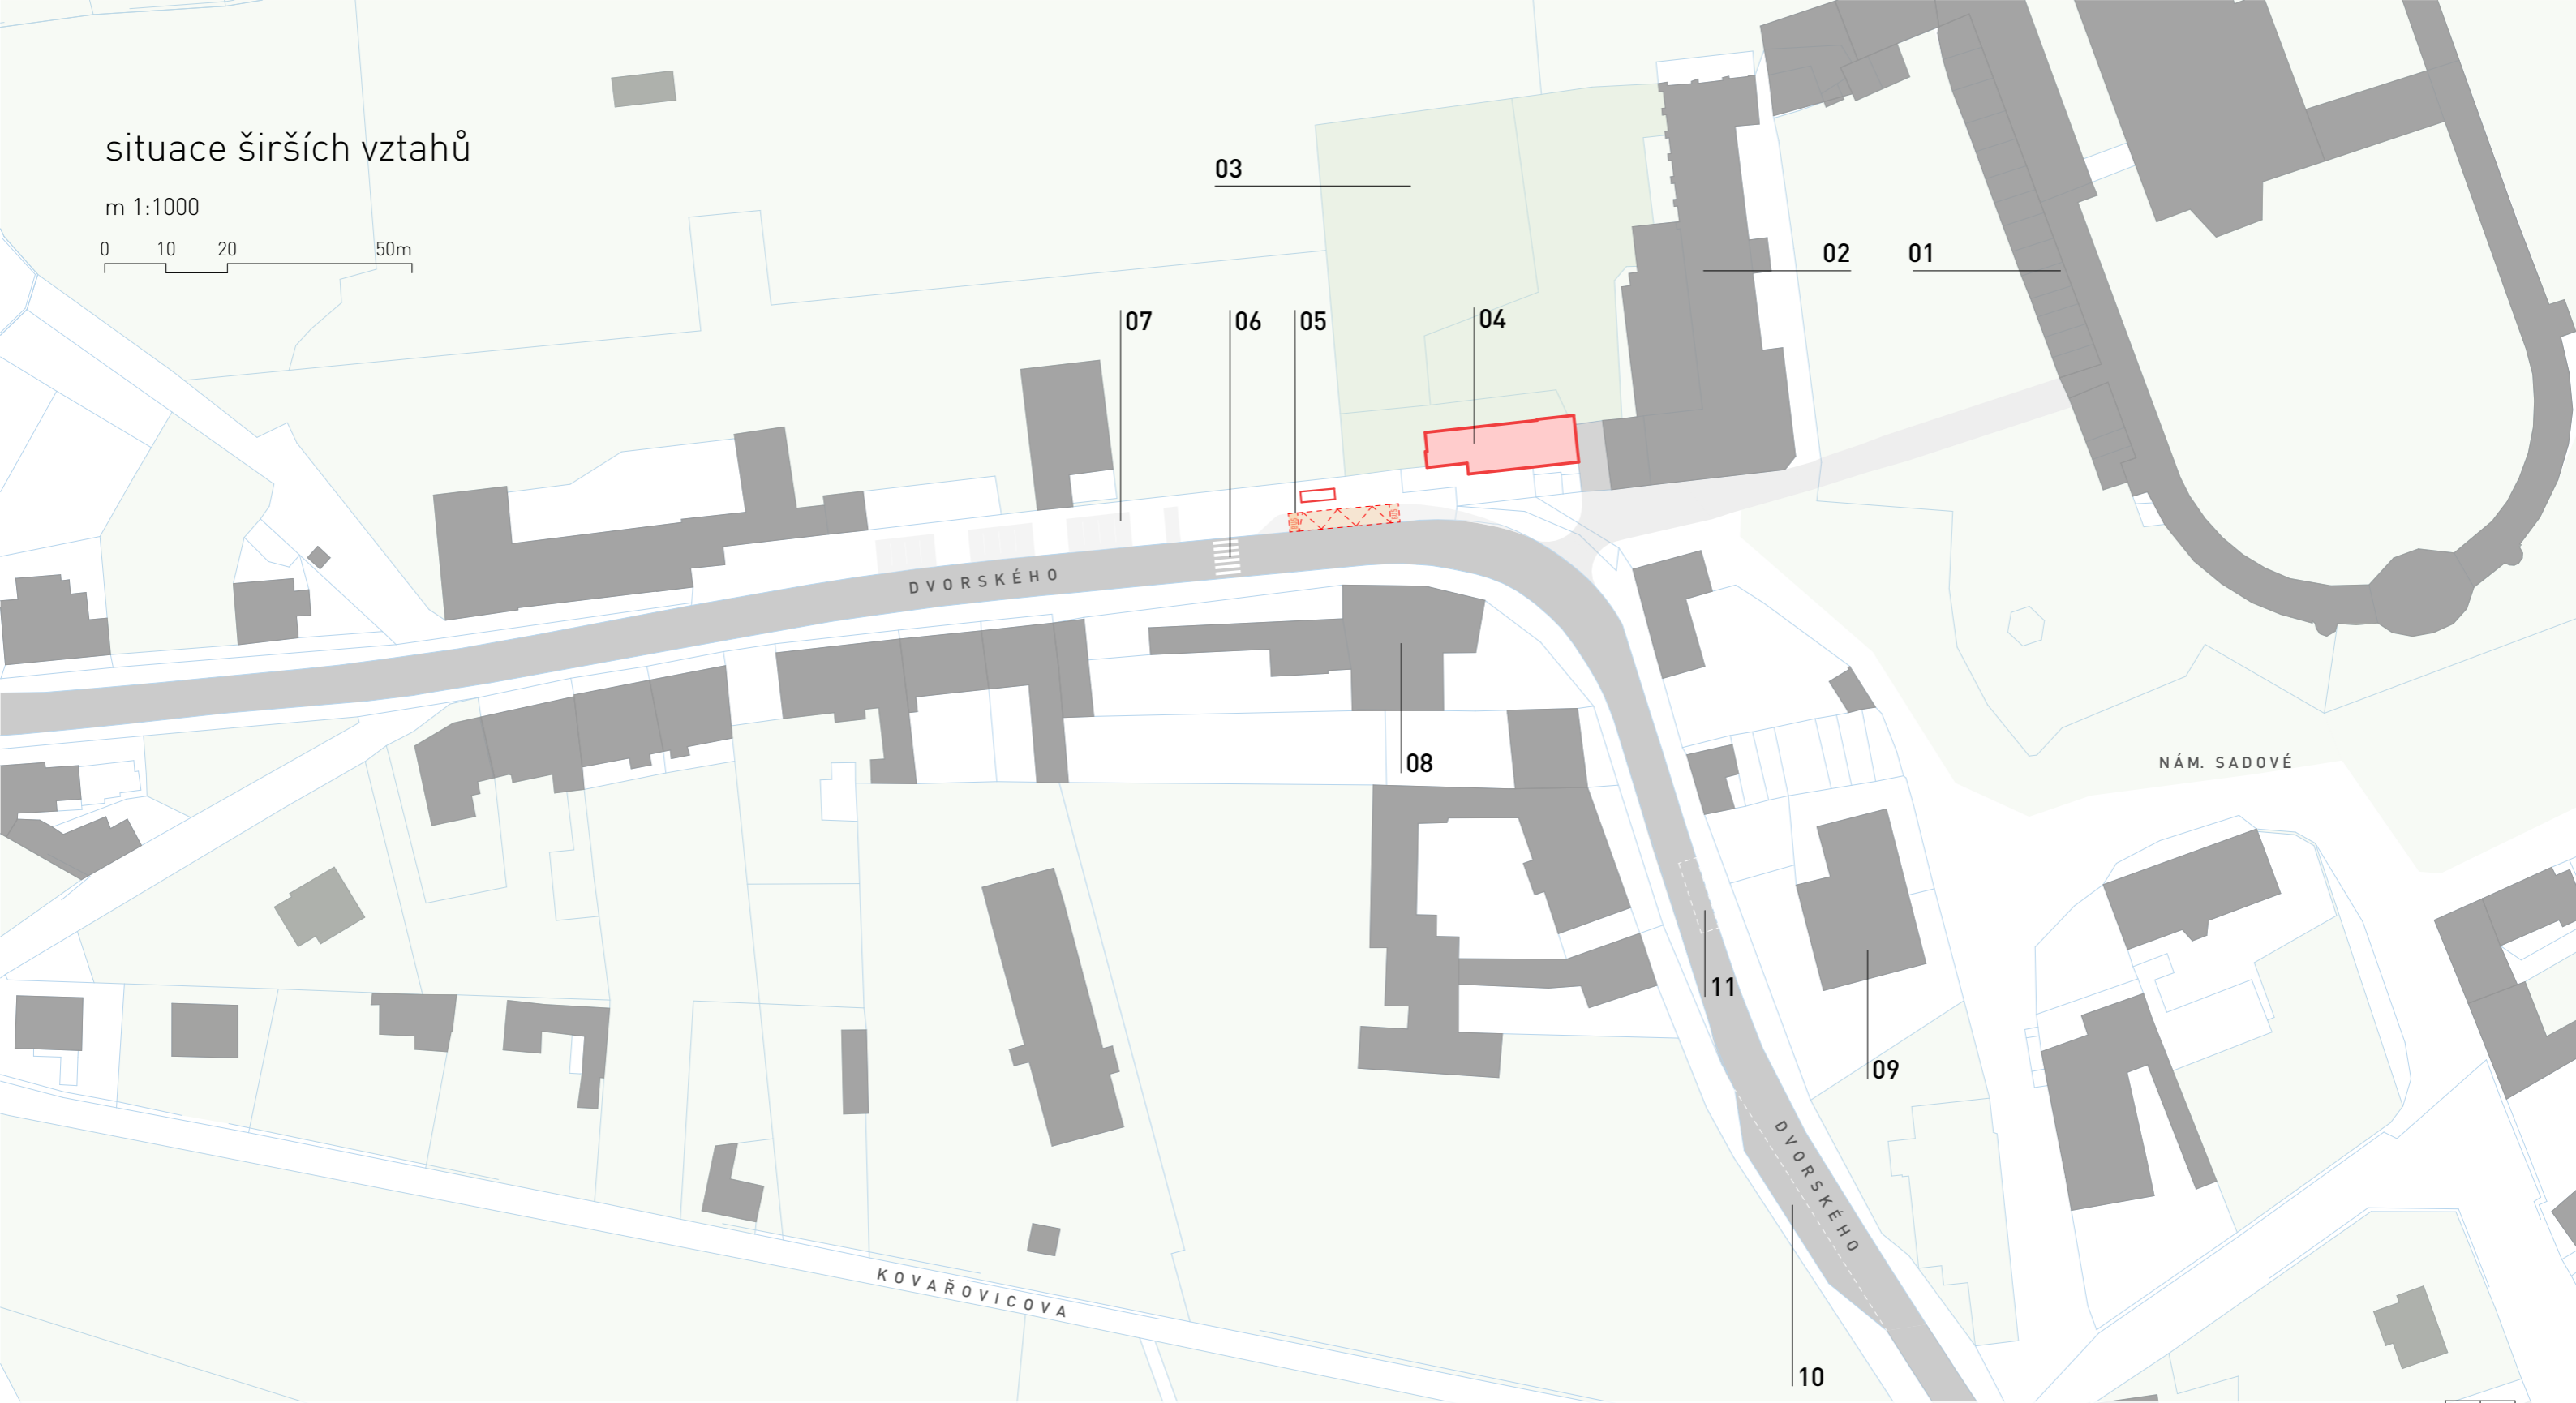 situace širších vztahů
m 1:1000
0 10 20 50m
03
02 01
07 06 05 04
DVORSKÉHO
08
NÁM. SADOVÉ
11
09
DVORSKÉHO
KOVAŘOVICOVA
10